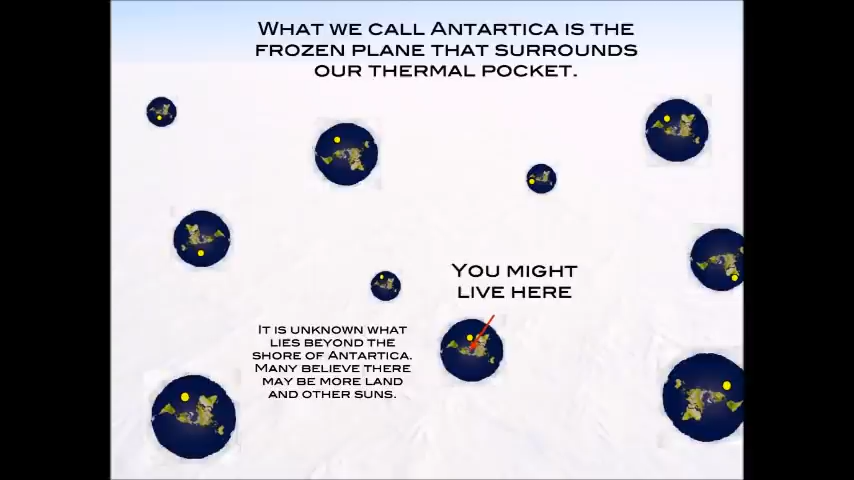 What we call Antartica is the
frozen plane that surrounds
our thermal pocket.
You might
live here
It is unknown what
lies beyond the
shore of Antartica.
Many believe there
may be more land
and other suns.